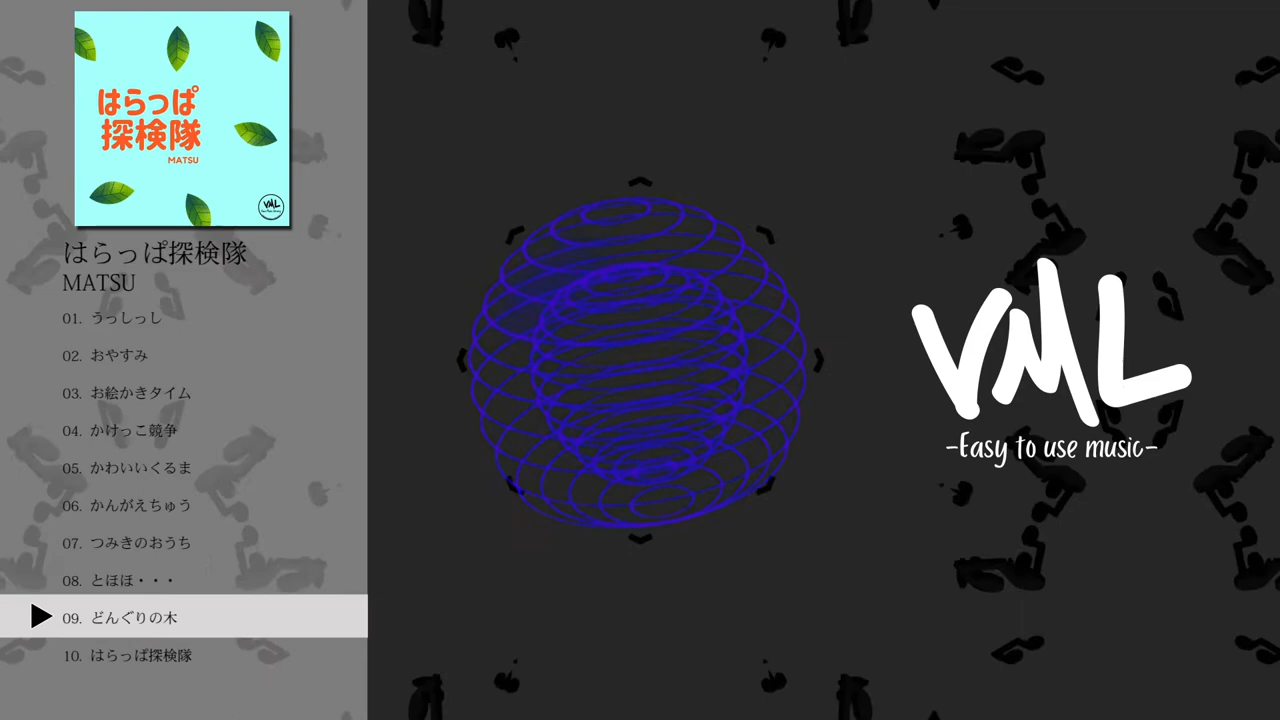 はらっぱ
探検隊
MATSU
VML
はらっぱ探検隊
MATSU
01. うっしっし
02. おやすみ
03. お絵かきタイム
04. かけっこ競争
05. かわいいくるま
06. かんがえちゅう
07. つみきのおうち
08. とほほ・・・
09. どんぐりの木
10. はらっぱ探検隊
VML
-Easy to use music-